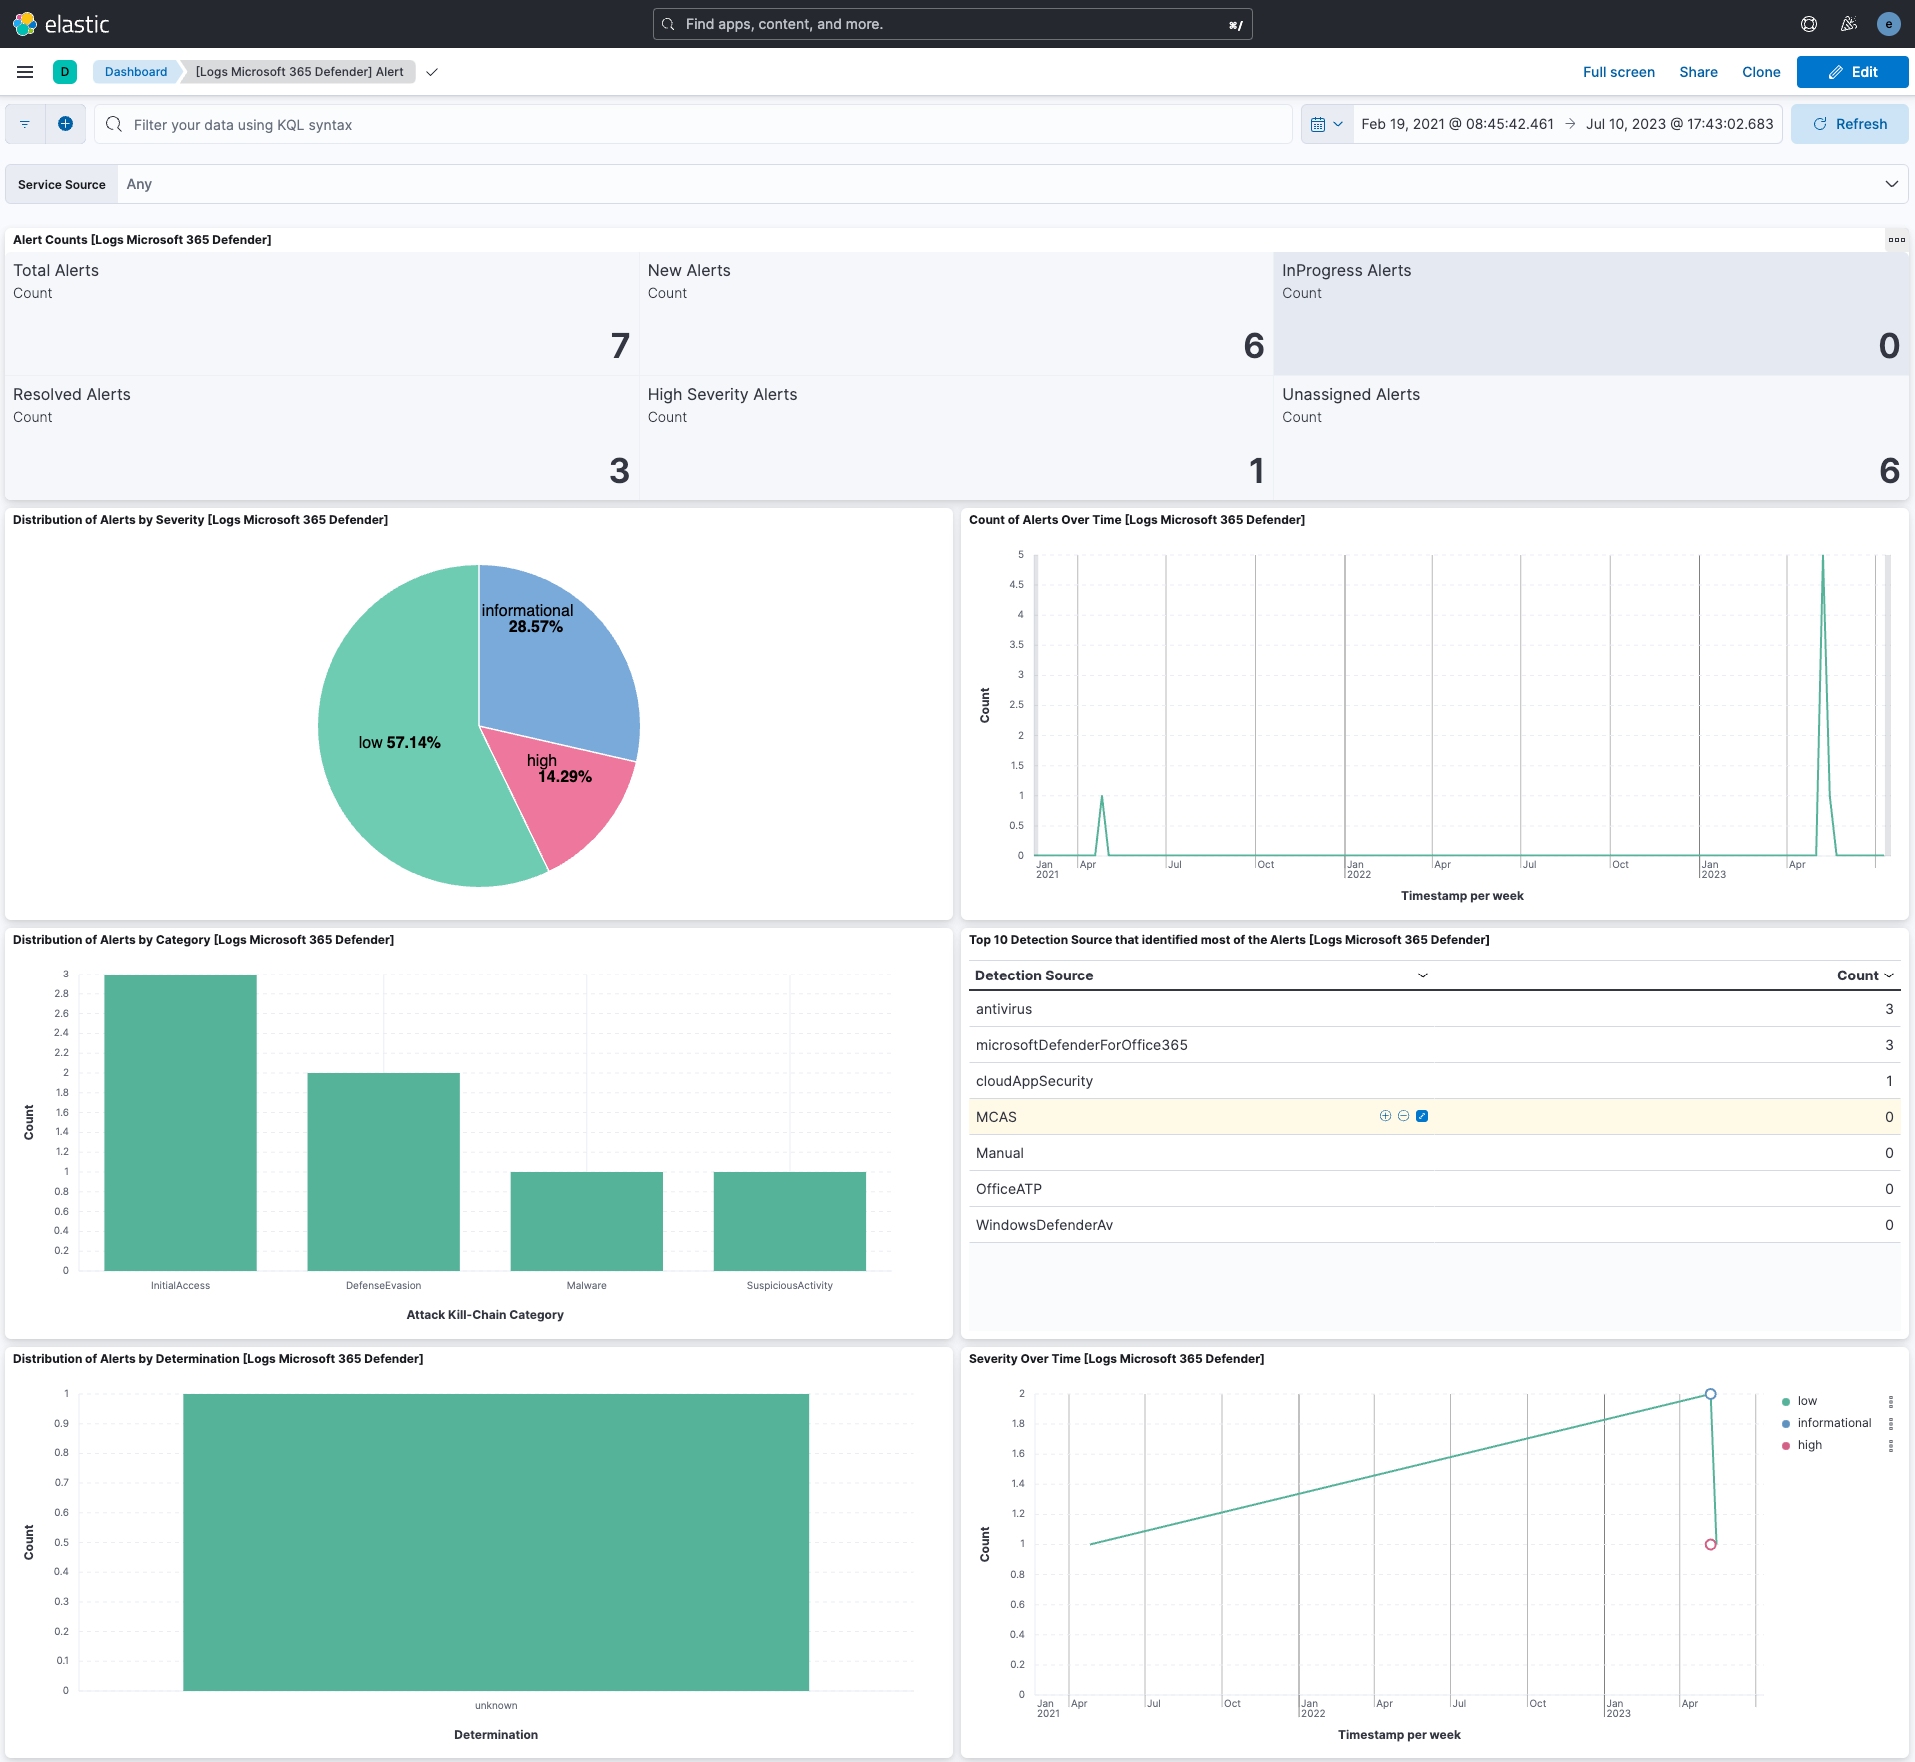 elastic
Find apps, content, and more.
⌘/
e
D
Dashboard
[Logs Microsoft 365 Defender] Alert
Full screen
Share
Clone
Edit
Filter your data using KQL syntax
Feb 19, 2021 @ 08:45:42.461 → Jul 10, 2023 @ 17:43:02.683
Refresh
Service Source
Any
Alert Counts [Logs Microsoft 365 Defender]
Total Alerts
Count
7
New Alerts
Count
6
InProgress Alerts
Count
0
Resolved Alerts
Count
3
High Severity Alerts
Count
1
Unassigned Alerts
Count
6
Distribution of Alerts by Severity [Logs Microsoft 365 Defender]
informational
28.57%
high
14.29%
low 57.14%
Count of Alerts Over Time [Logs Microsoft 365 Defender]
Count
5
4.5
4
3.5
3
2.5
2
1.5
1
0.5
0
Jan
2021
Apr
Jul
Oct
Jan
2022
Apr
Jul
Oct
Jan
2023
Apr
Timestamp per week
Distribution of Alerts by Category [Logs Microsoft 365 Defender]
Count
3
2.8
2.6
2.4
2.2
2
1.8
1.6
1.4
1.2
1
0.8
0.6
0.4
0.2
0
InitialAccess
DefenseEvasion
Malware
SuspiciousActivity
Attack Kill-Chain Category
Top 10 Detection Source that identified most of the Alerts [Logs Microsoft 365 Defender]
Detection Source
Count
antivirus
3
microsoftDefenderForOffice365
3
cloudAppSecurity
1
MCAS
0
Manual
0
OfficeATP
0
WindowsDefenderAv
0
Distribution of Alerts by Determination [Logs Microsoft 365 Defender]
Count
1
0.9
0.8
0.7
0.6
0.5
0.4
0.3
0.2
0.1
0
unknown
Determination
Severity Over Time [Logs Microsoft 365 Defender]
Count
2
1.8
1.6
1.4
1.2
1
0.8
0.6
0.4
0.2
0
Jan
2021
Apr
Jul
Oct
Jan
2022
Apr
Jul
Oct
Jan
2023
Apr
Timestamp per week
low
informational
high